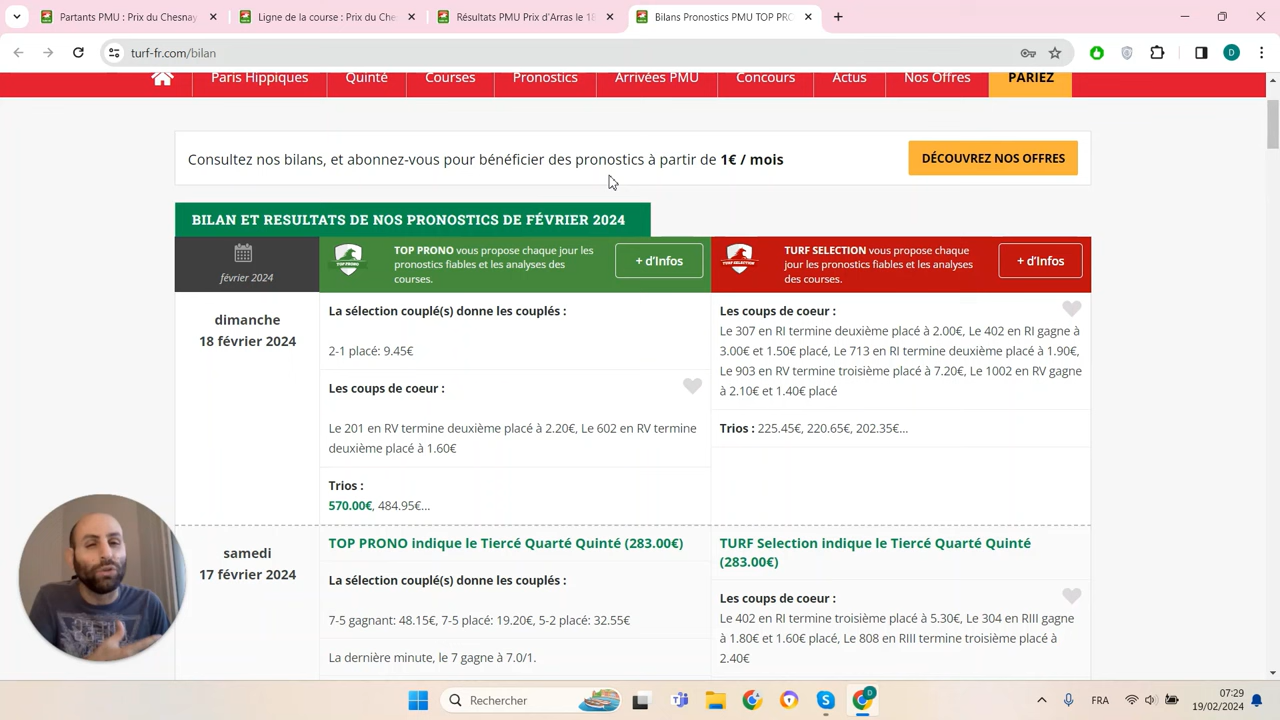 Partants PMU : Prix du Chesnay
Ligne de la course : Prix du Che
Résultats PMU Prix d'Arras le 18
Bilans Pronostics PMU TOP PRO
turf-fr.com/bilan
D
Paris Hippiques
Quinté
Courses
Pronostics
Arrivées PMU
Concours
Actus
Nos Offres
PARIEZ
Consultez nos bilans, et abonnez-vous pour bénéficier des pronostics à partir de 1€ / mois
DÉCOUVREZ NOS OFFRES
BILAN ET RESULTATS DE NOS PRONOSTICS DE FÉVRIER 2024
février 2024
TOP PRONO
TOP PRONO vous propose chaque jour les
pronostics fiables et les analyses des
courses.
+ d'Infos
TURF SELECTION
TURF SELECTION vous propose chaque
jour les pronostics fiables et les analyses
des courses.
+ d'Infos
dimanche
18 février 2024
La sélection couplé(s) donne les couplés :
2-1 placé: 9.45€
Les coups de coeur :
Le 201 en RV termine deuxième placé à 2.20€, Le 602 en RV termine
deuxième placé à 1.60€
Trios :
570.00€, 484.95€...
Les coups de coeur :
Le 307 en RI termine deuxième placé à 2.00€, Le 402 en RI gagne à
3.00€ et 1.50€ placé, Le 713 en RI termine deuxième placé à 1.90€,
Le 903 en RV termine troisième placé à 7.20€, Le 1002 en RV gagne
à 2.10€ et 1.40€ placé
Trios : 225.45€, 220.65€, 202.35€...
samedi
17 février 2024
TOP PRONO indique le Tiercé Quarté Quinté (283.00€)
La sélection couplé(s) donne les couplés :
7-5 gagnant: 48.15€, 7-5 placé: 19.20€, 5-2 placé: 32.55€
La dernière minute, le 7 gagne à 7.0/1.
TURF Selection indique le Tiercé Quarté Quinté
(283.00€)
Les coups de coeur :
Le 402 en RI termine troisième placé à 5.30€, Le 304 en RIII gagne
à 1.80€ et 1.60€ placé, Le 808 en RIII termine troisième placé à
2.40€
Rechercher
D
FRA
07:29
19/02/2024